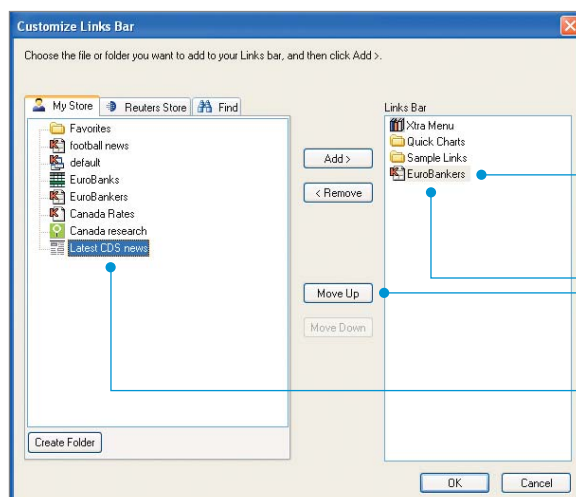 Customize Links Bar
Choose the file or folder you want to add to your Links bar, and then click Add >.
My Store Reuters Store Find
Favorites
football news
default
EuroBanks
EuroBankers
Canada Rates
Canada research
Latest CDS news
Create Folder
Add >
< Remove
Move Up
Move Down
Links Bar
Xtra Menu
Quick Charts
Sample Links
EuroBankers
OK Cancel